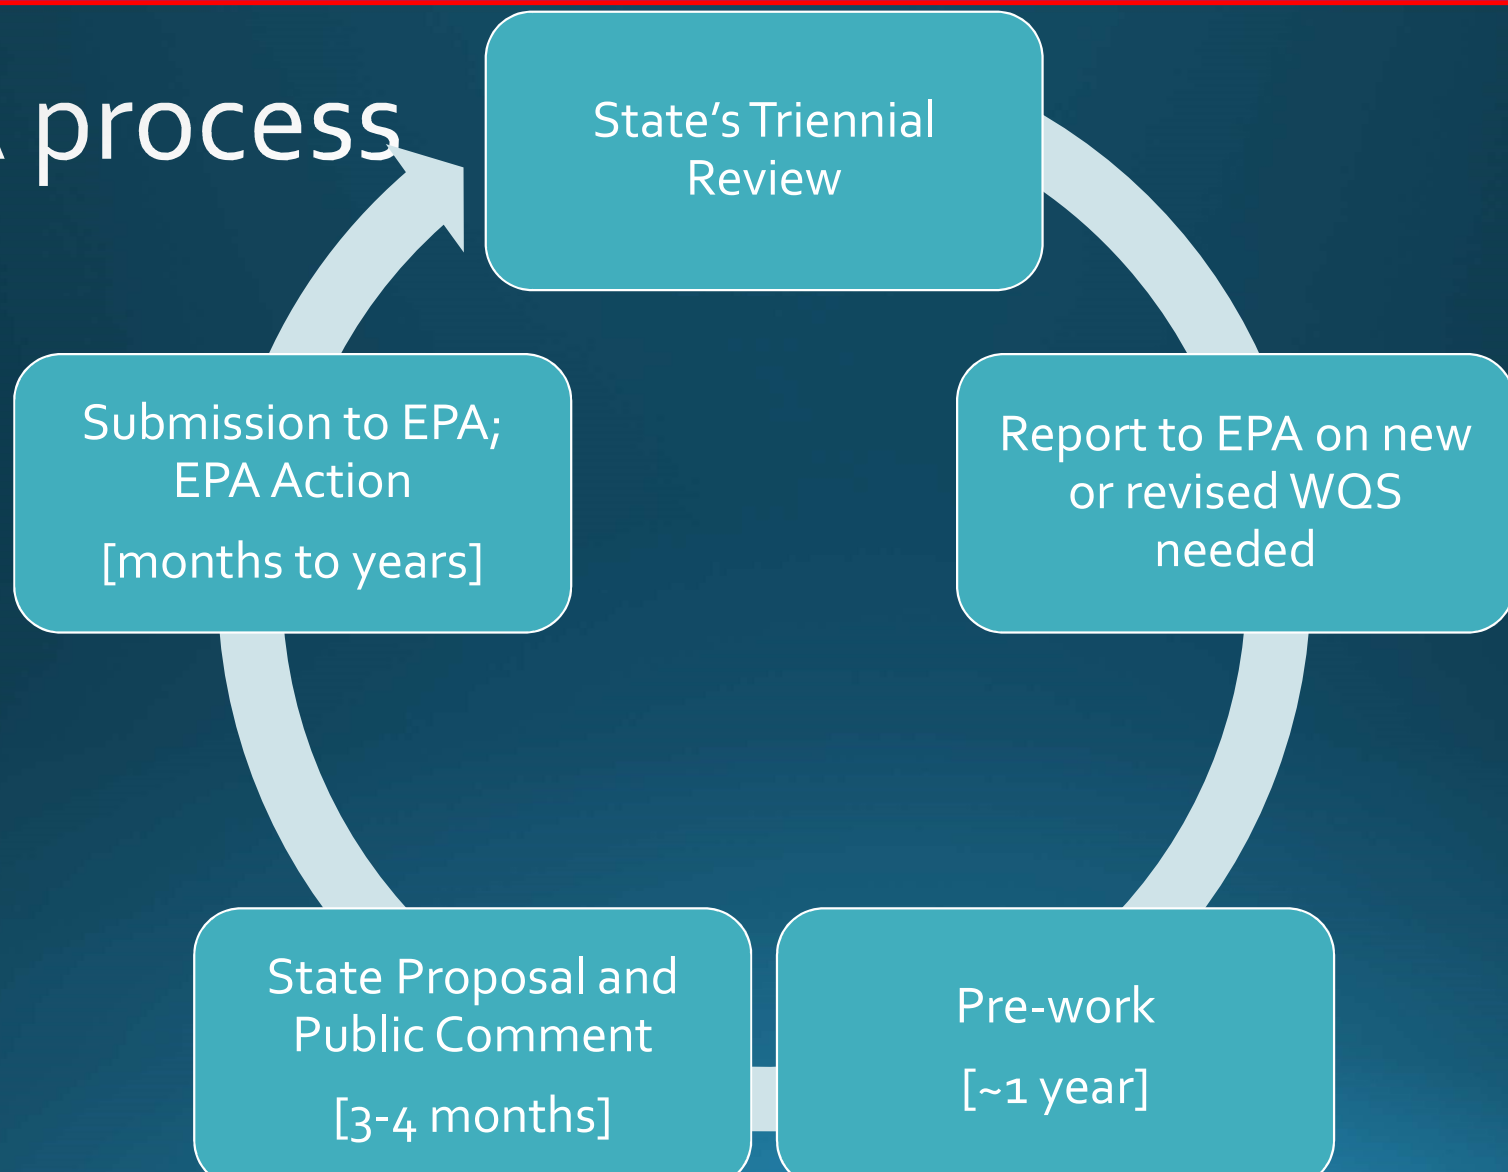 process
State's Triennial
Review
Report to EPA on new
or revised WQS
needed
Pre-work
[~1 year]
State Proposal and
Public Comment
[3-4 months]
Submission to EPA;
EPA Action
[months to years]